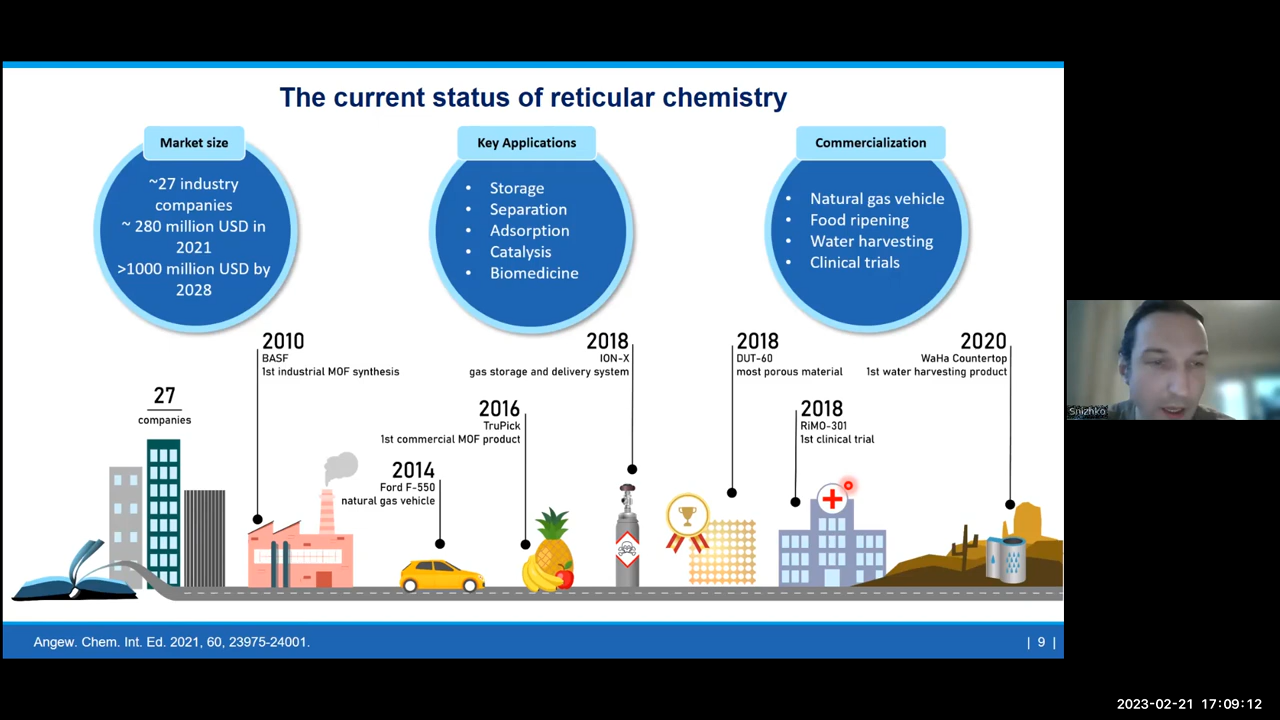 The current status of reticular chemistry
Market size
~27 industry
companies
~ 280 million USD in
2021
>1000 million USD by
2028
Key Applications
• Storage
• Separation
• Adsorption
• Catalysis
• Biomedicine
Commercialization
• Natural gas vehicle
• Food ripening
• Water harvesting
• Clinical trials
27
companies
2010
BASF
1st industrial MOF synthesis
2014
Ford F-550
natural gas vehicle
2016
TruPick
1st commercial MOF product
2018
ION-X
gas storage and delivery system
2018
DUT-60
most porous material
2018
RiMO-301
1st clinical trial
2020
WaHa Countertop
1st water harvesting product
Snizhko
Angew. Chem. Int. Ed. 2021, 60, 23975-24001.
| 9 |
2023-02-21 17:09:12